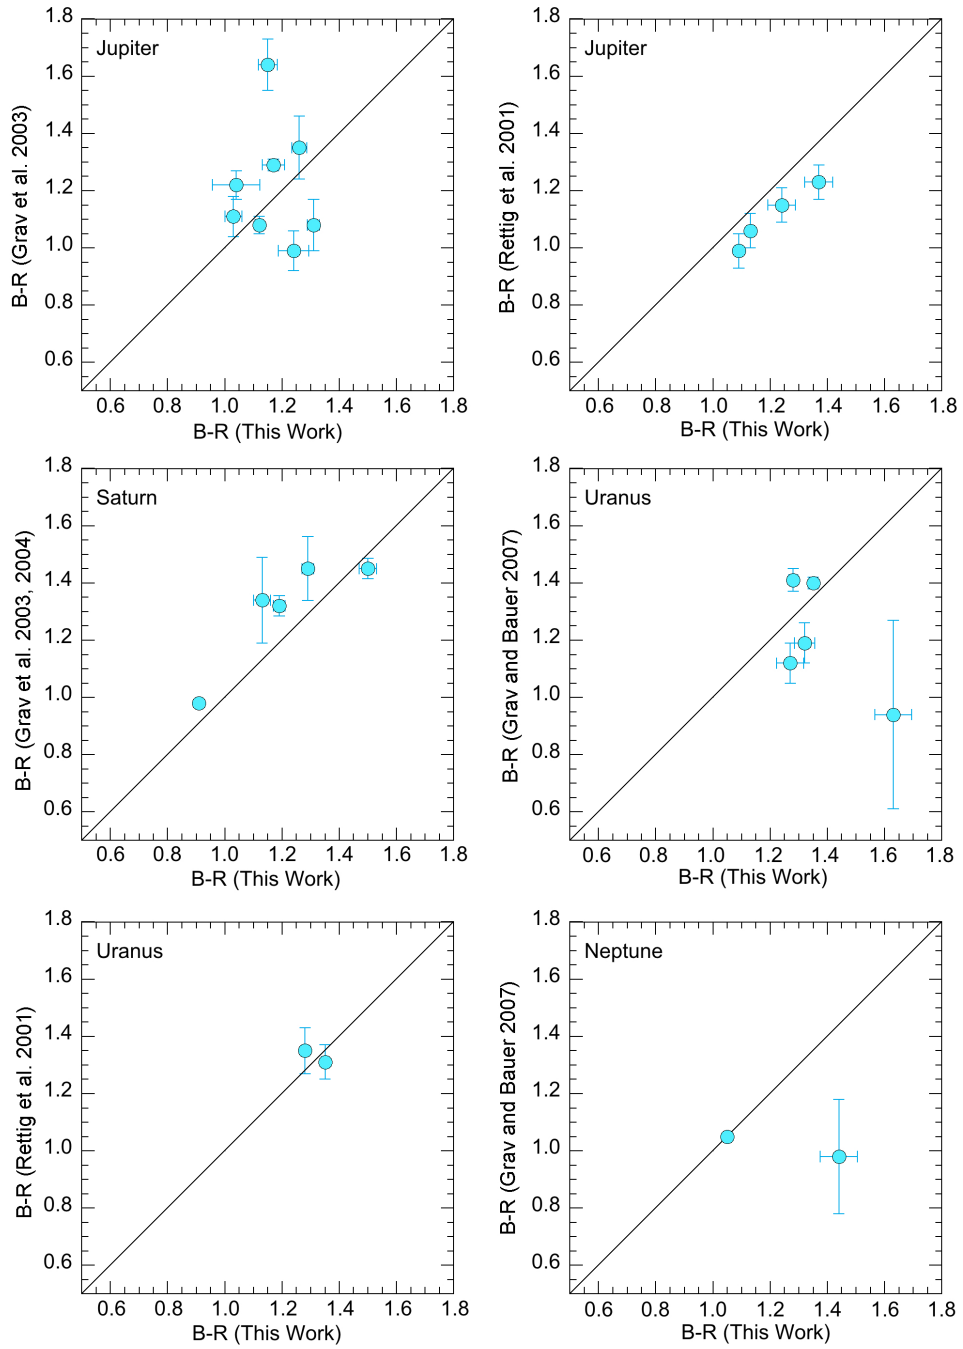 Jupiter
B-R (Grav et al. 2003)
1.8
1.6
1.4
1.2
1.0
0.8
0.6
0.6 0.8 1.0 1.2 1.4 1.6 1.8
B-R (This Work)
Jupiter
B-R (Rettig et al. 2001)
1.8
1.6
1.4
1.2
1.0
0.8
0.6
0.6 0.8 1.0 1.2 1.4 1.6 1.8
B-R (This Work)
Saturn
B-R (Grav et al. 2003, 2004)
1.8
1.6
1.4
1.2
1.0
0.8
0.6
0.6 0.8 1.0 1.2 1.4 1.6 1.8
B-R (This Work)
Uranus
B-R (Grav and Bauer 2007)
1.8
1.6
1.4
1.2
1.0
0.8
0.6
0.6 0.8 1.0 1.2 1.4 1.6 1.8
B-R (This Work)
Uranus
B-R (Rettig et al. 2001)
1.8
1.6
1.4
1.2
1.0
0.8
0.6
0.6 0.8 1.0 1.2 1.4 1.6 1.8
B-R (This Work)
Neptune
B-R (Grav and Bauer 2007)
1.8
1.6
1.4
1.2
1.0
0.8
0.6
0.6 0.8 1.0 1.2 1.4 1.6 1.8
B-R (This Work)